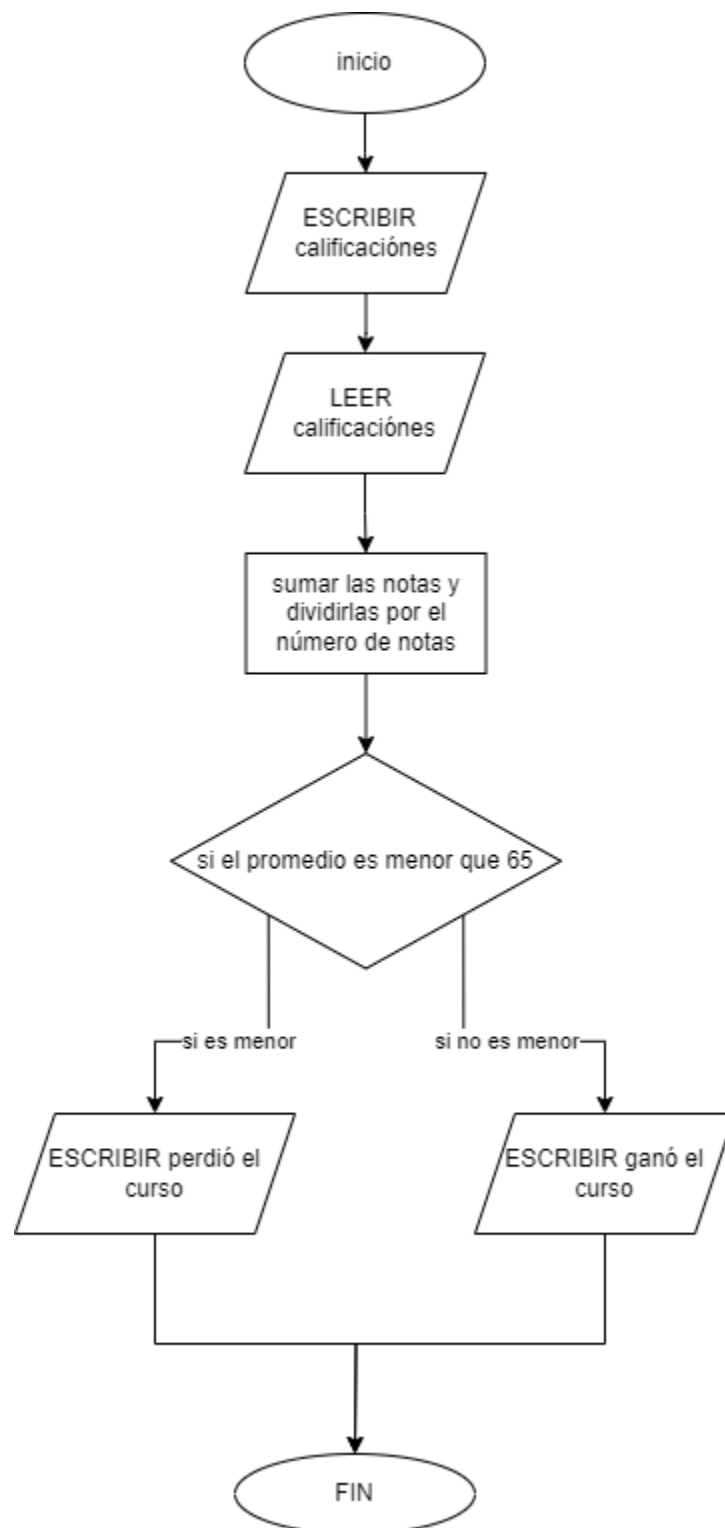 inicio
ESCRIBIR
calificaciónes
LEER
calificaciónes
sumar las notas y
dividirlas por el
número de notas
si el promedio es menor que 65
si es menor
si no es menor
ESCRIBIR perdió el
curso
ESCRIBIR ganó el
curso
FIN